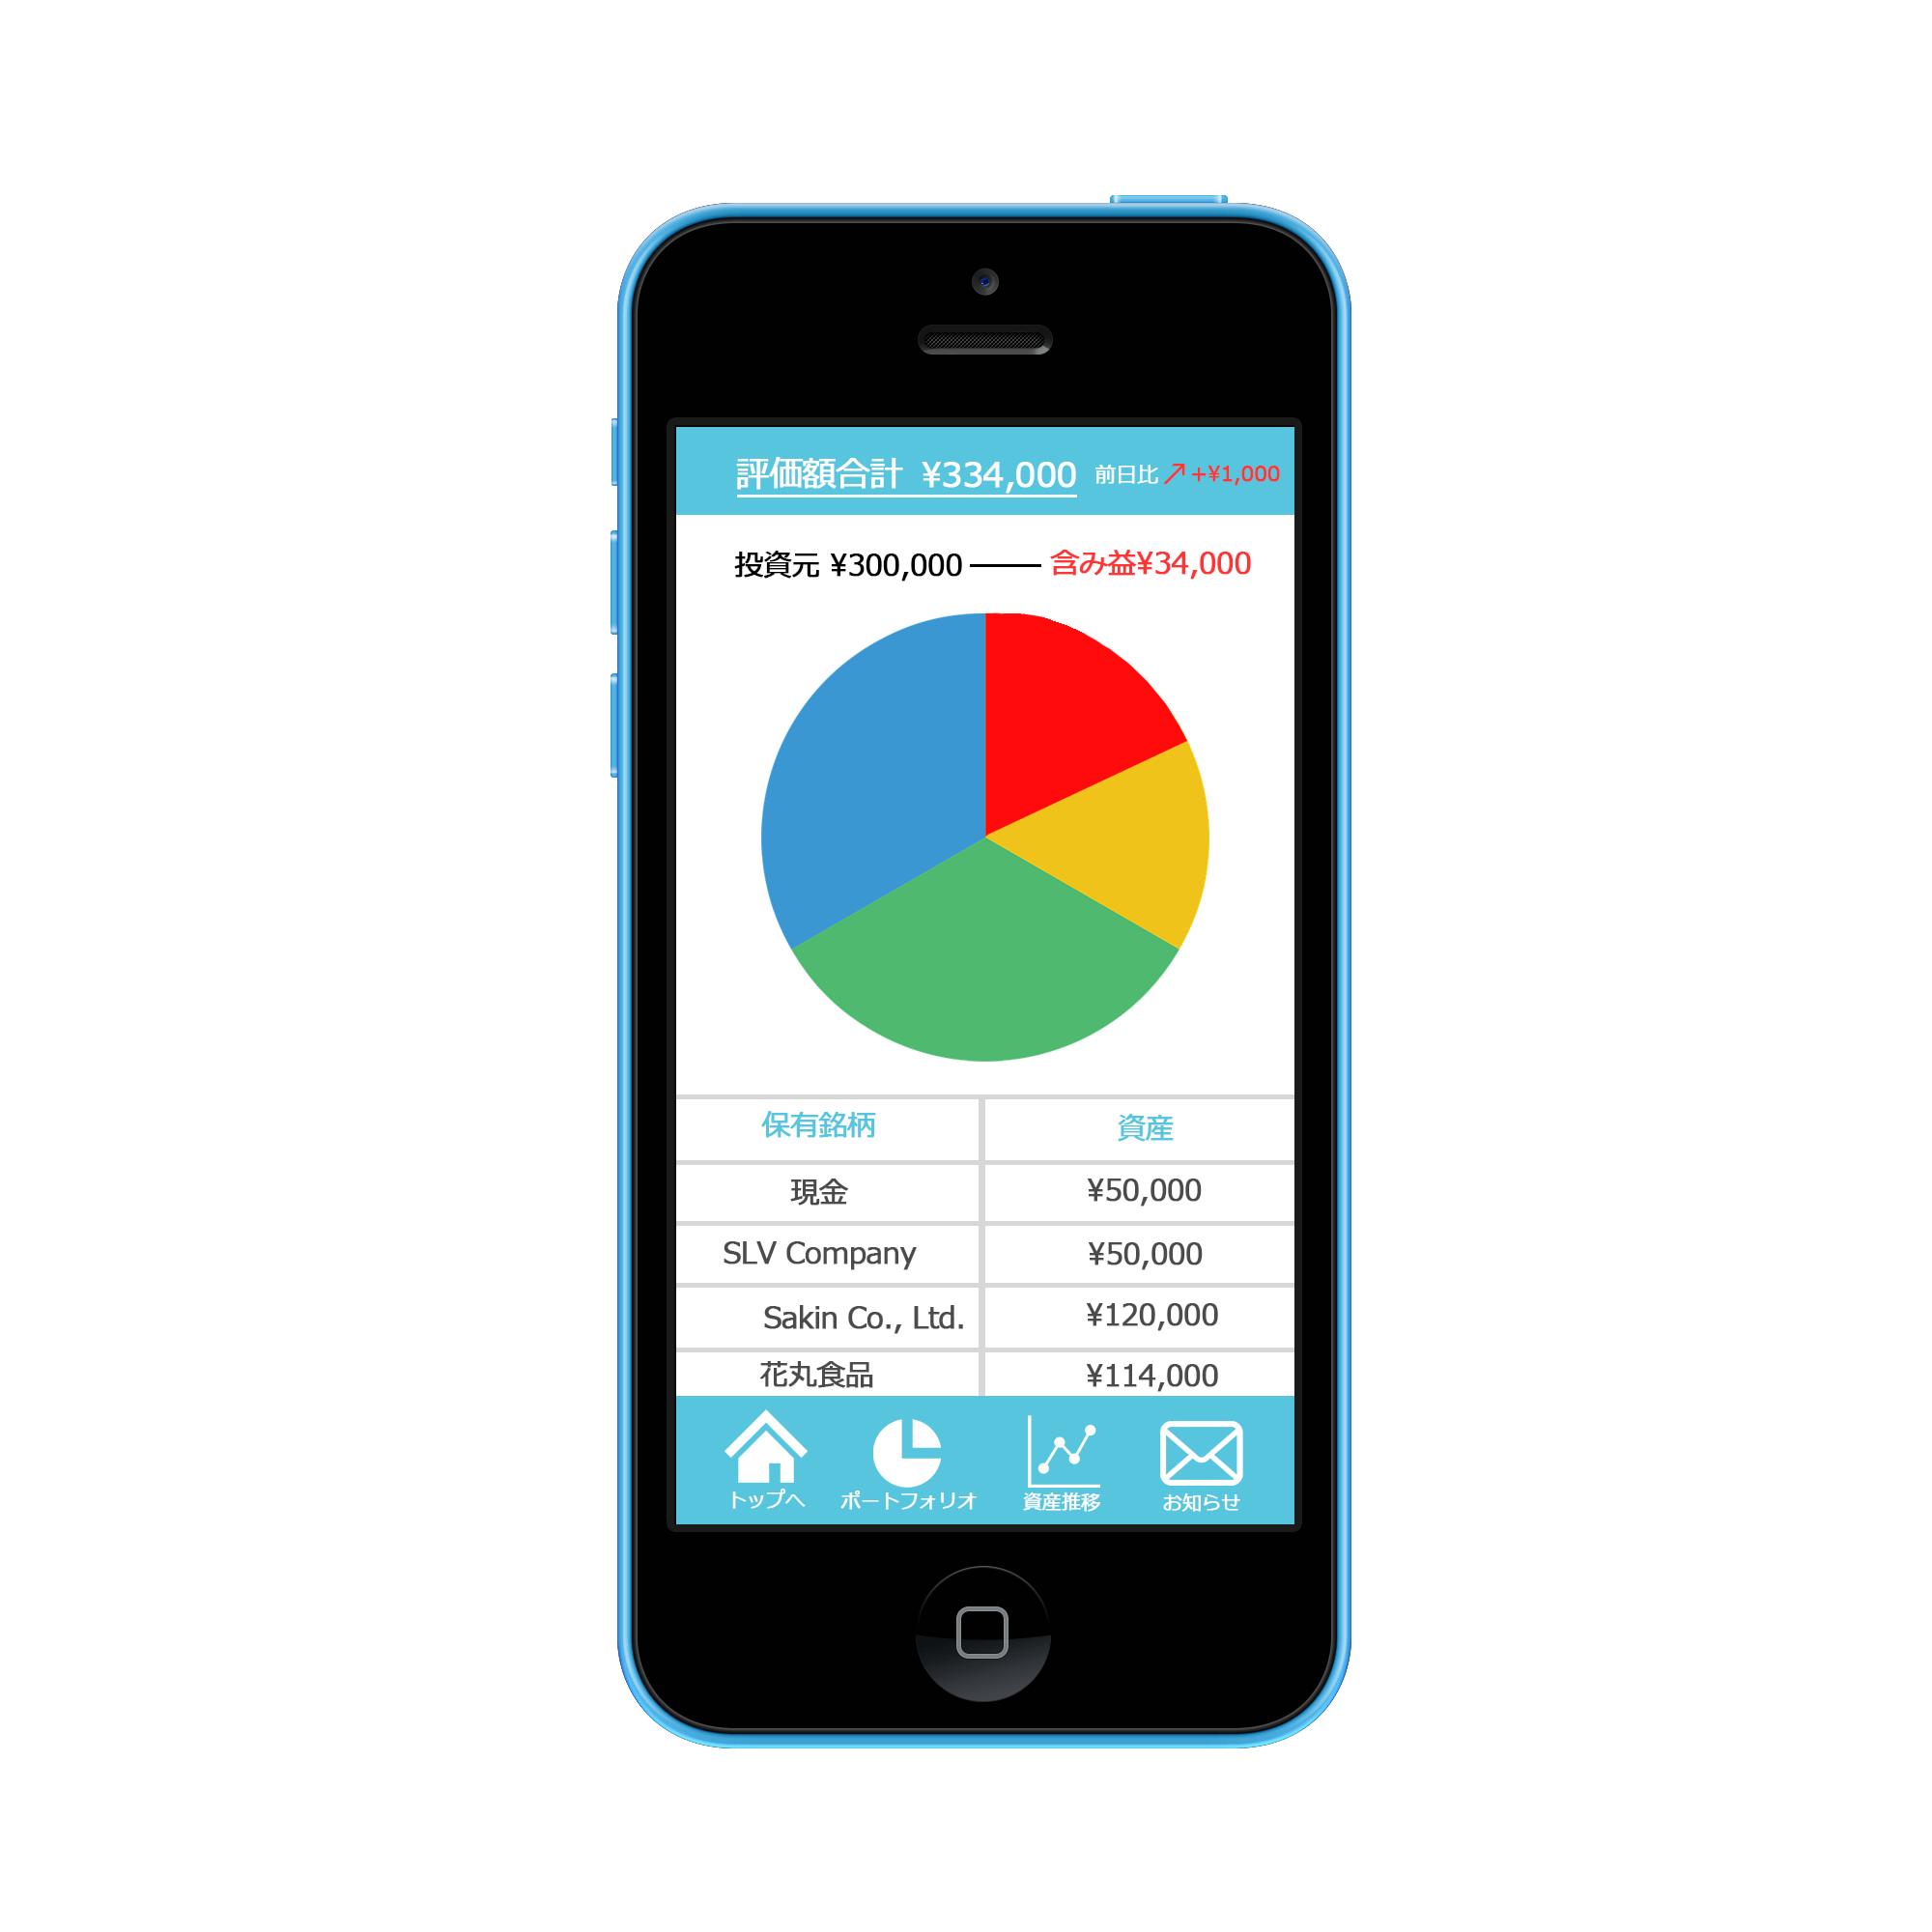 評価額合計 ¥334,000 前日比 +¥1,000
投資元 ¥300,000 含み益¥34,000
保有銘柄 資産
現金 ¥50,000
SLV Company ¥50,000
Sakin Co., Ltd. ¥120,000
花丸食品 ¥114,000
トップへ ポートフォリオ 資産推移 お知らせ